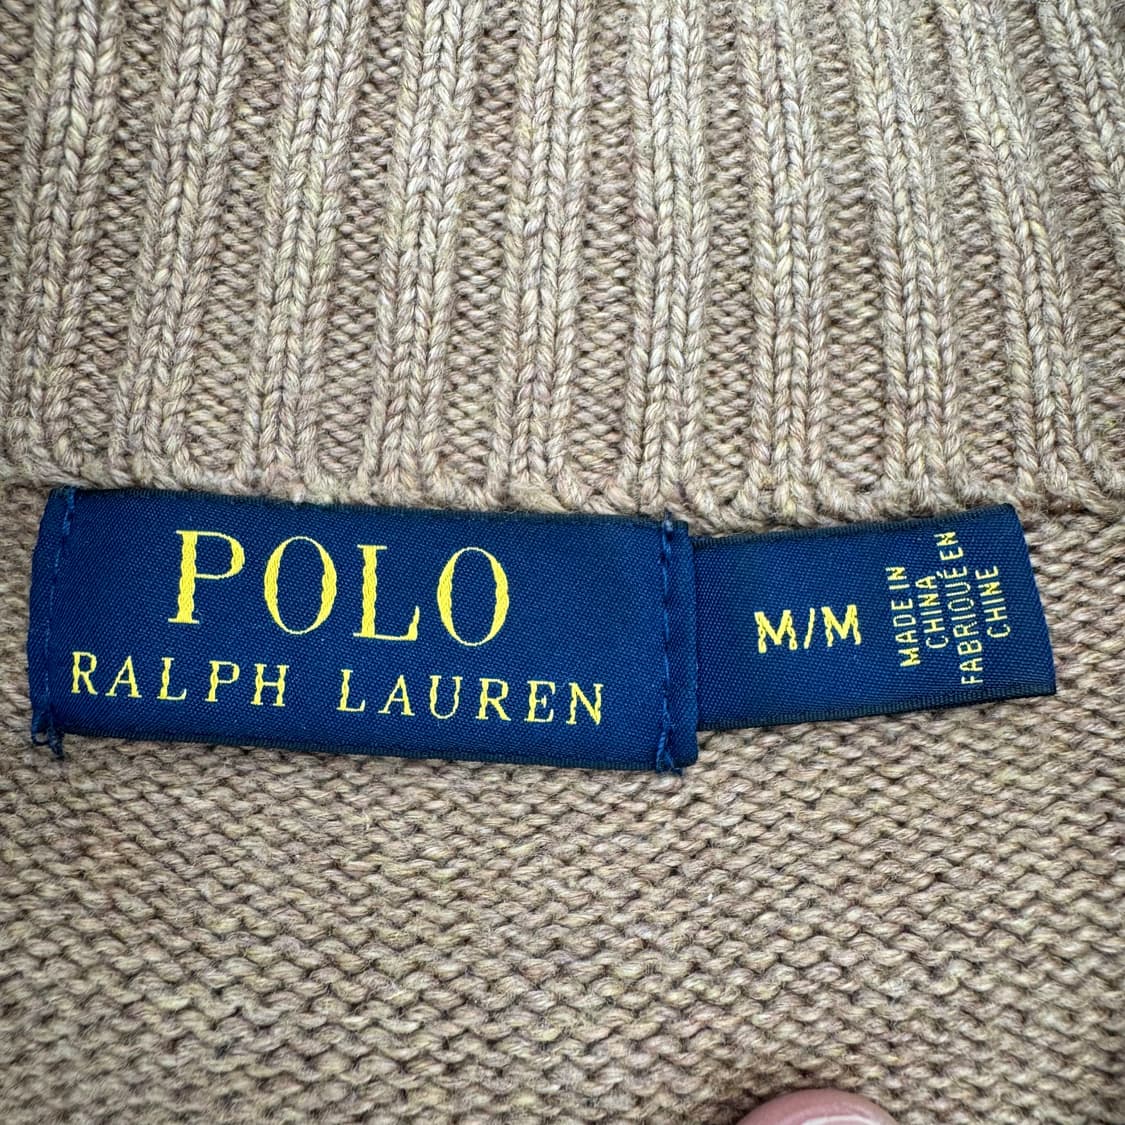 POLO
RALPH LAUREN
M/M
MADE IN
CHINA
FABRIQUÉ EN
CHINE